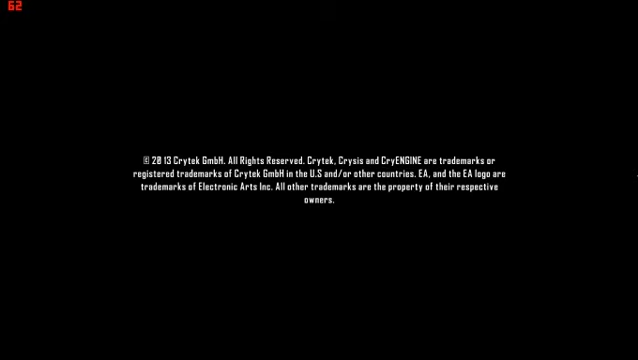 62
© 2013 Crytek GmbH. All Rights Reserved. Crytek, Crysis and CryENGINE are trademarks or
registered trademarks of Crytek GmbH in the U.S and/or other countries. EA, and the EA logo are
trademarks of Electronic Arts Inc. All other trademarks are the property of their respective
owners.